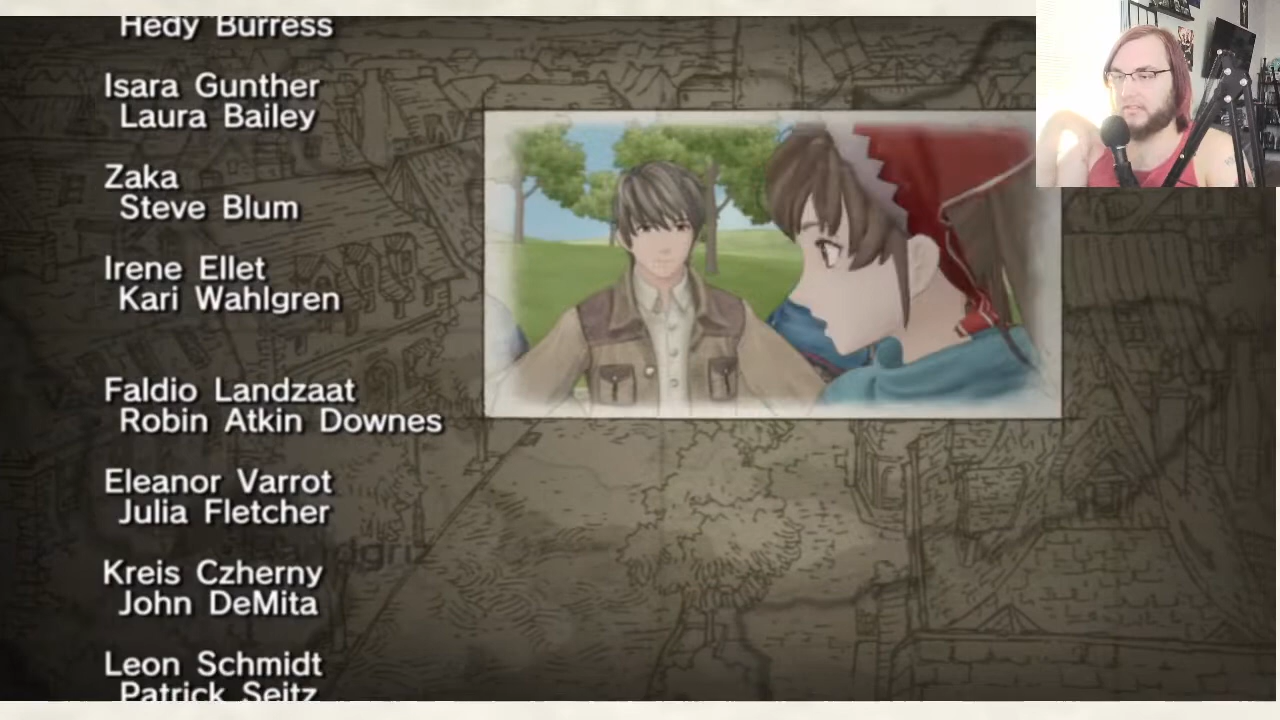 Hedy Burress
Isara Gunther
Laura Bailey
Zaka
Steve Blum
Irene Ellet
Kari Wahlgren
Faldio Landzaat
Robin Atkin Downes
Eleanor Varrot
Julia Fletcher
Kreis Czherny
John DeMita
Leon Schmidt
Patrick Seitz